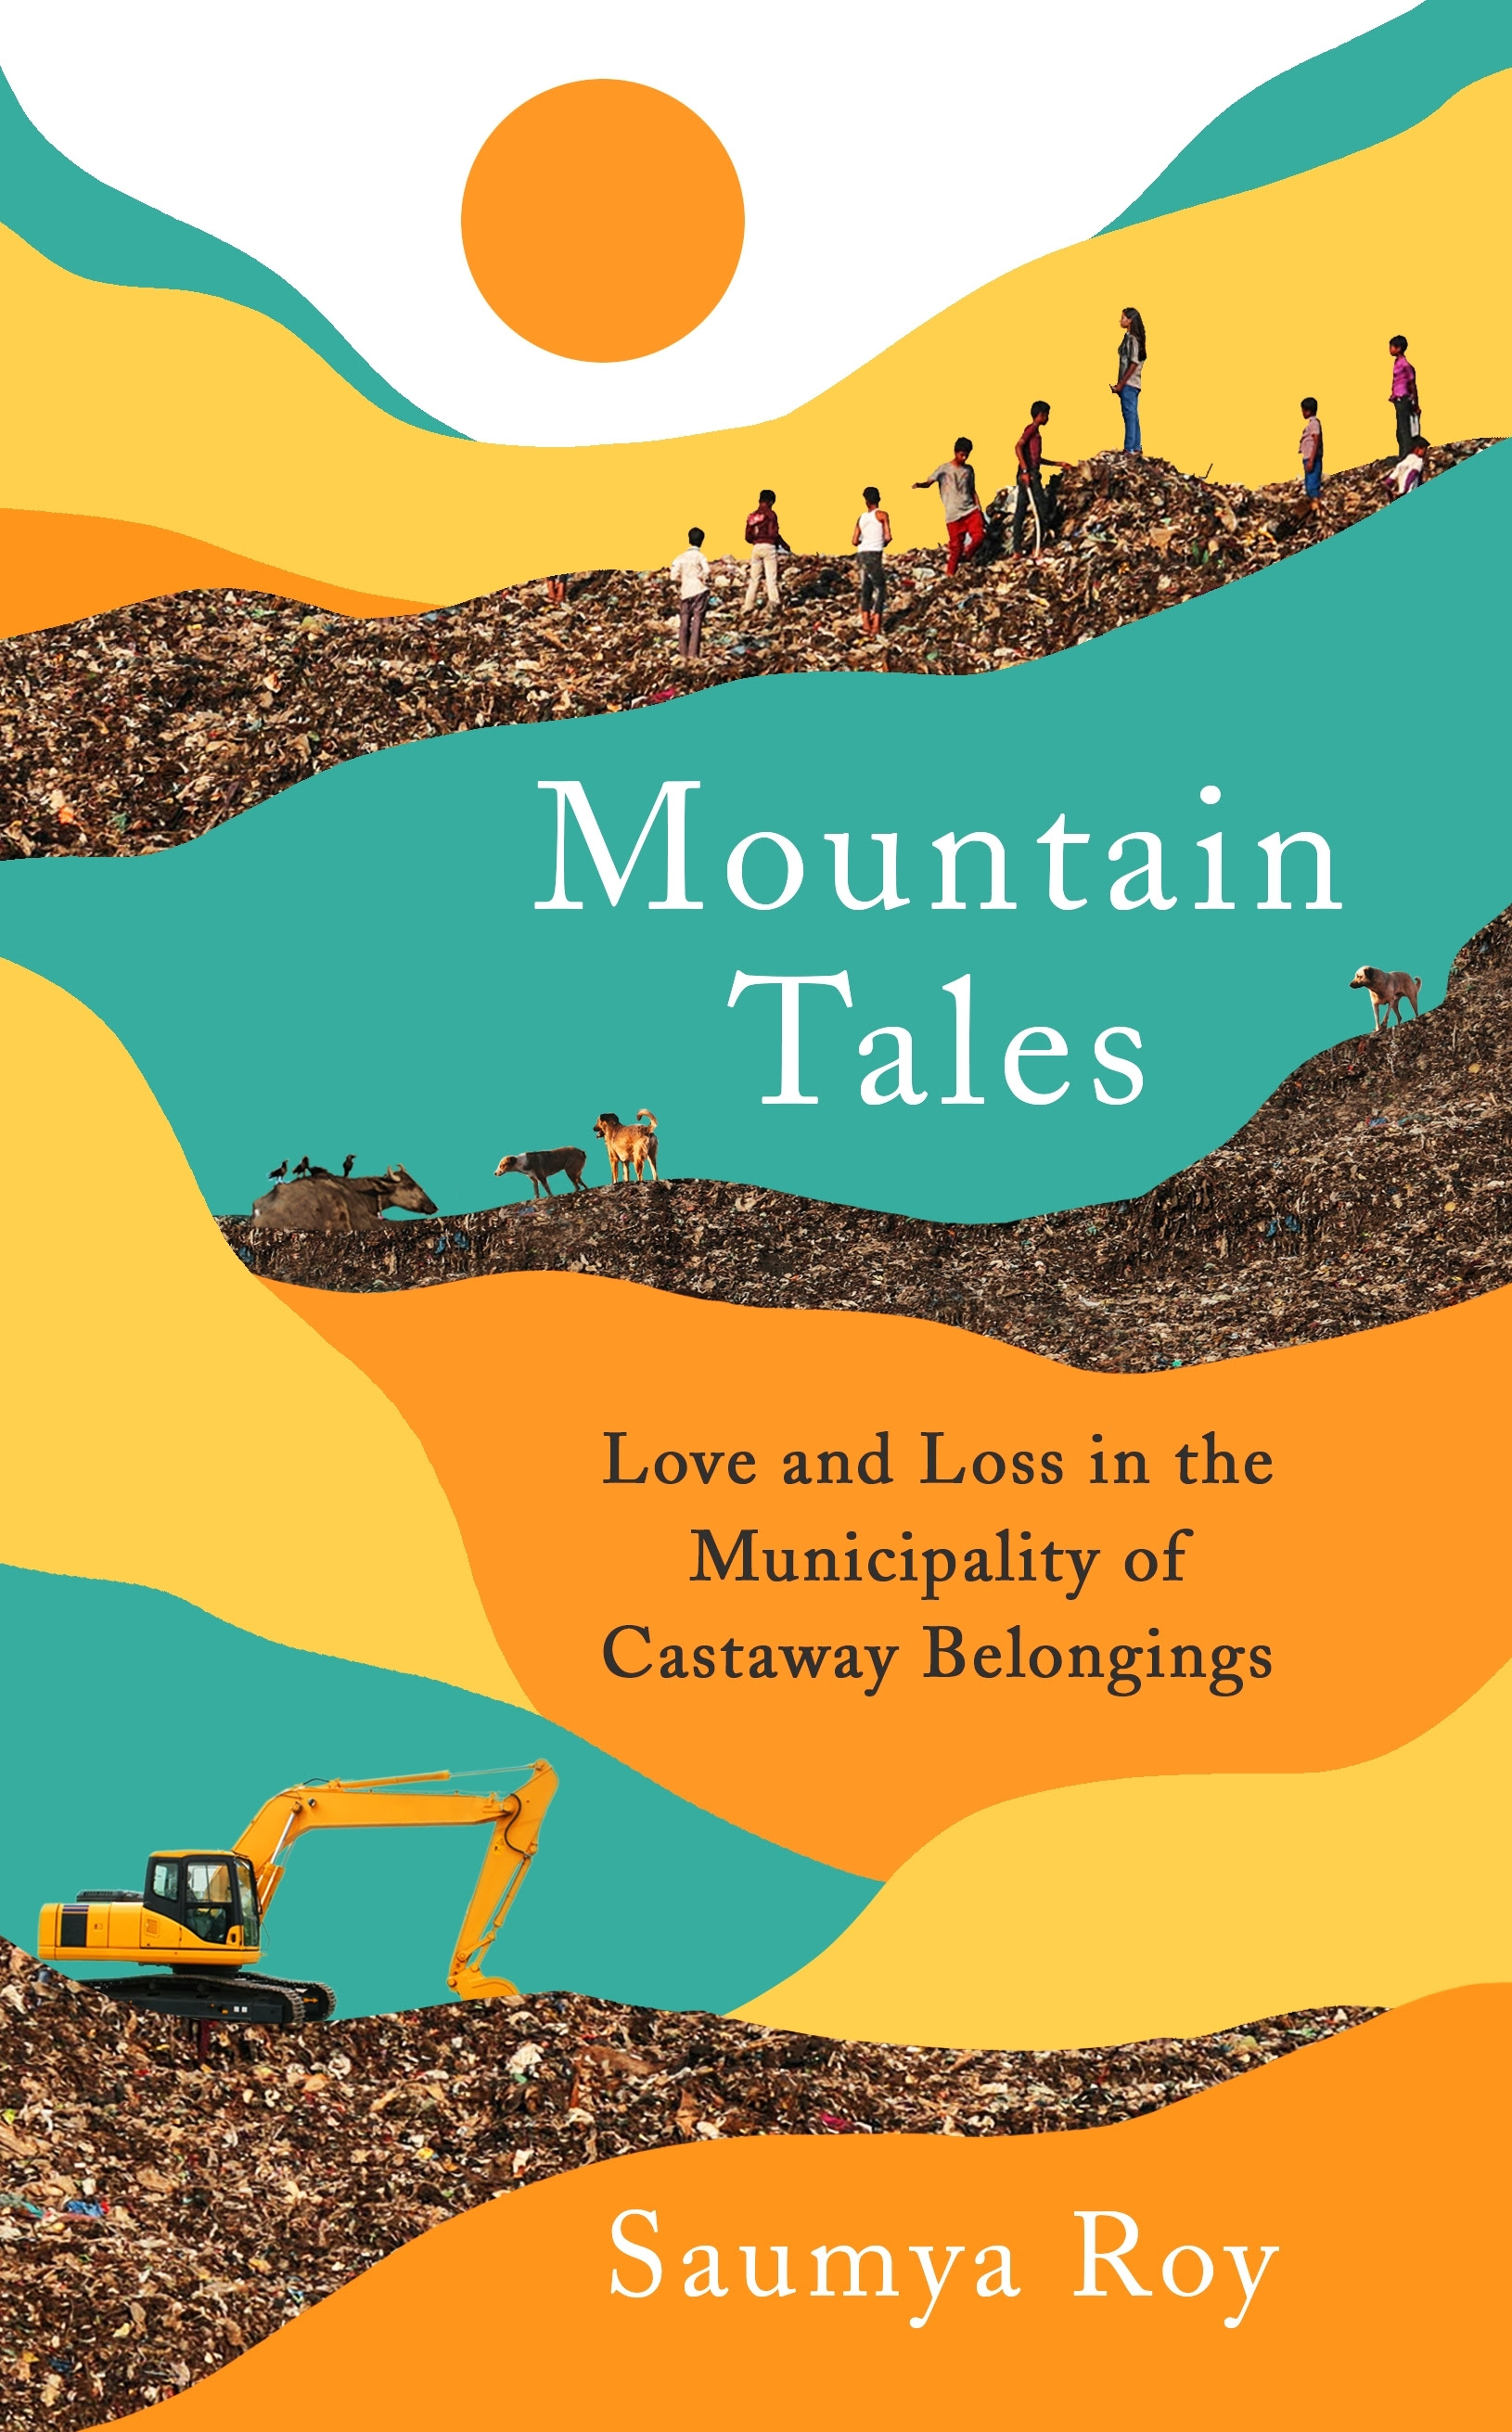 Mountain
Tales
Love and Loss in the
Municipality of
Castaway Belongings
Saumya Roy